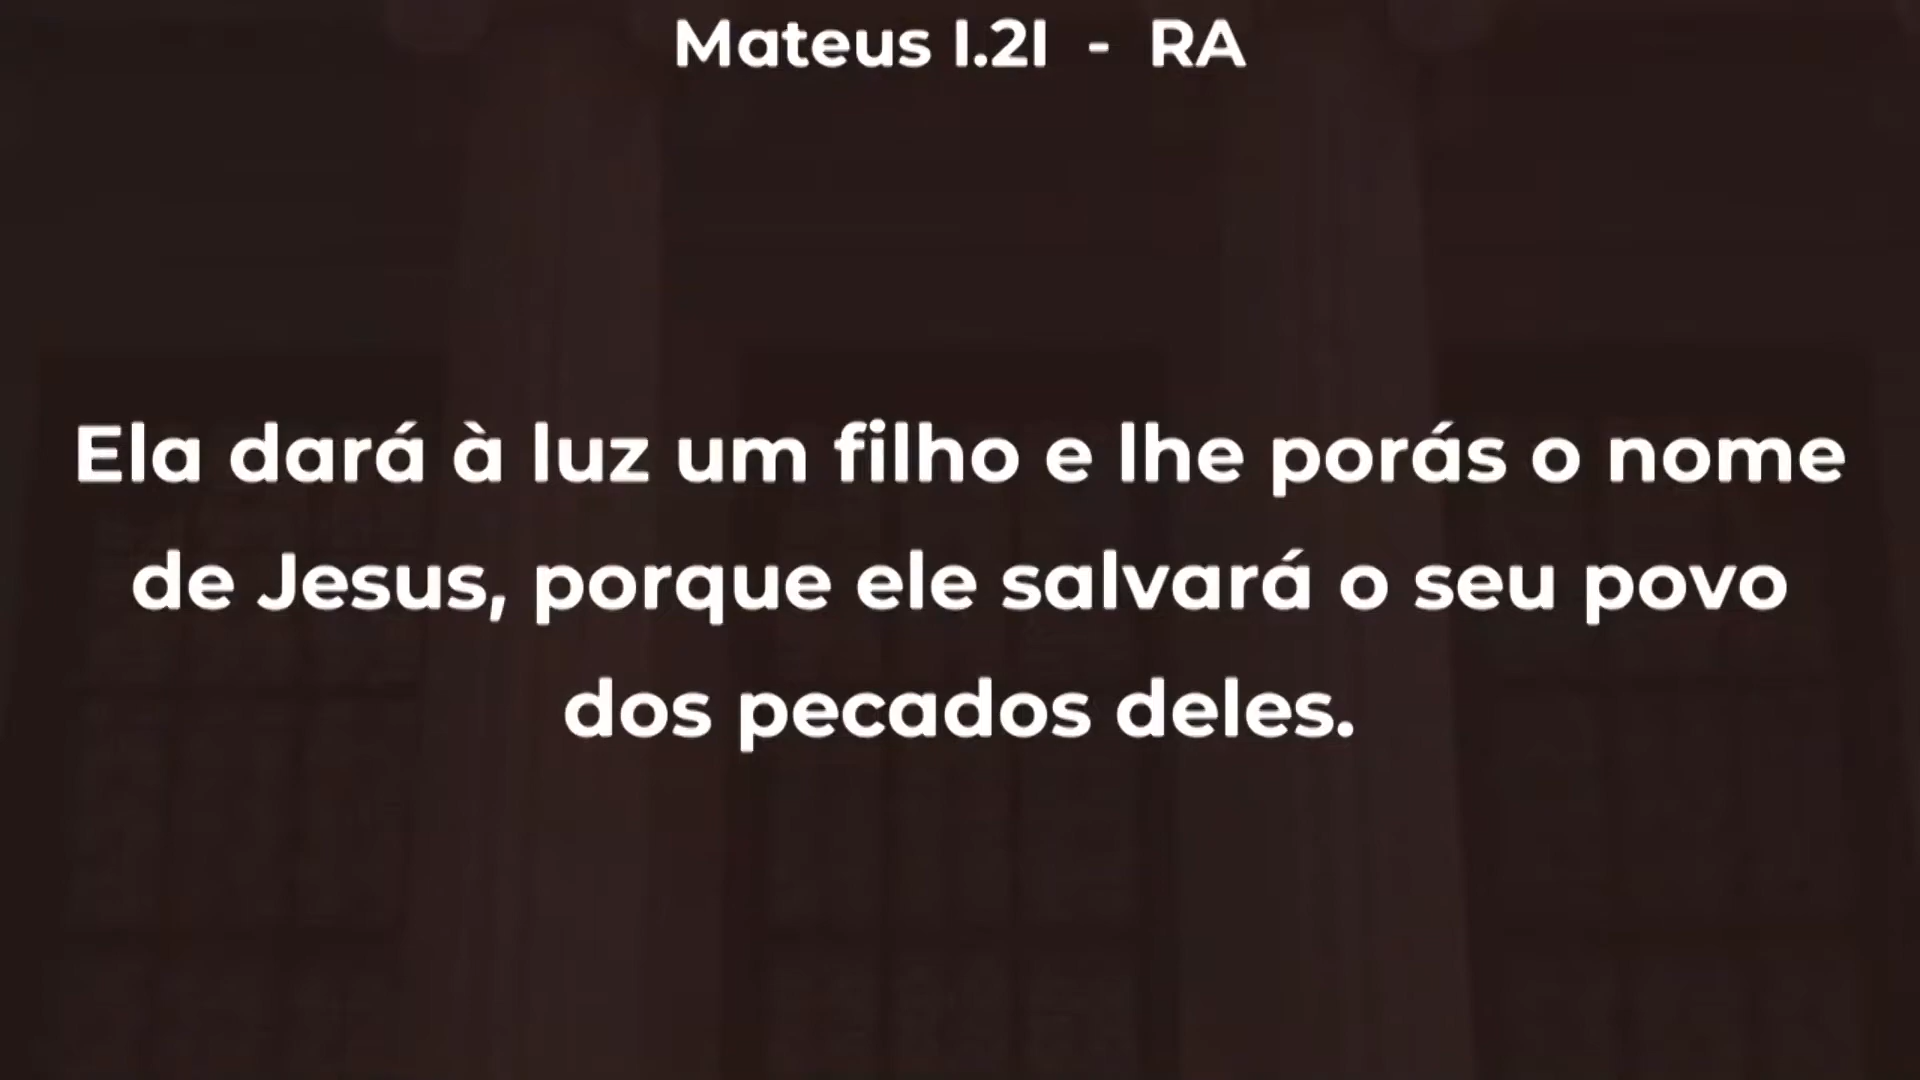 Mateus 1.21 - RA
Ela dará à luz um filho e lhe porás o nome
de Jesus, porque ele salvará o seu povo
dos pecados deles.